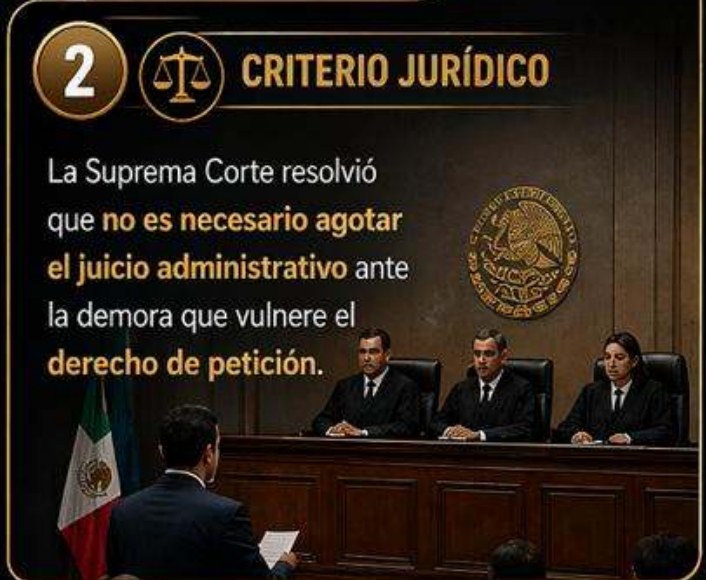 2
CRITERIO JURÍDICO
La Suprema Corte resolvió
que no es necesario agotar
el juicio administrativo ante
la demora que vulnere el
derecho de petición.